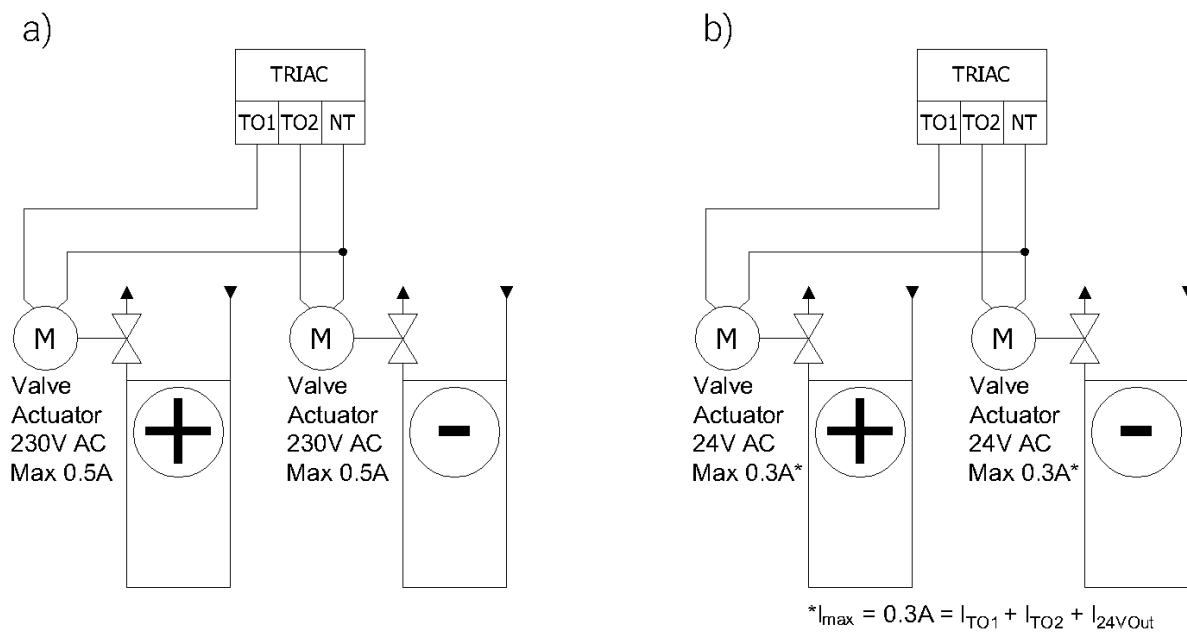 a)
TRIAC
TO1 TO2 NT
M
M
Valve
Actuator
230V AC
Max 0.5A
+
Valve
Actuator
230V AC
Max 0.5A
-
b)
TRIAC
TO1 TO2 NT
M
M
Valve
Actuator
24V AC
Max 0.3A*
+
Valve
Actuator
24V AC
Max 0.3A*
-
*Imax = 0.3A = ITO1 + ITO2 + I24VOut